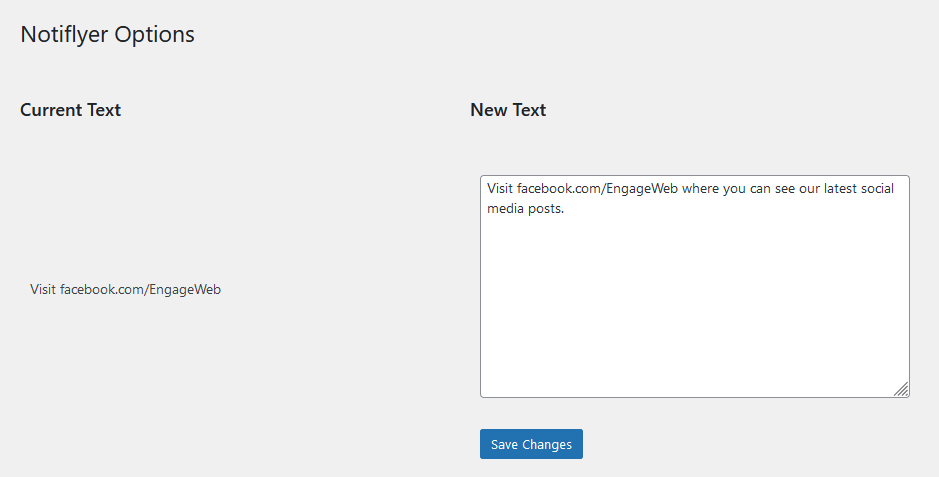 Notiflyer Options
Current Text
New Text
Visit facebook.com/EngageWeb where you can see our latest social
media posts.
Visit facebook.com/EngageWeb
Save Changes